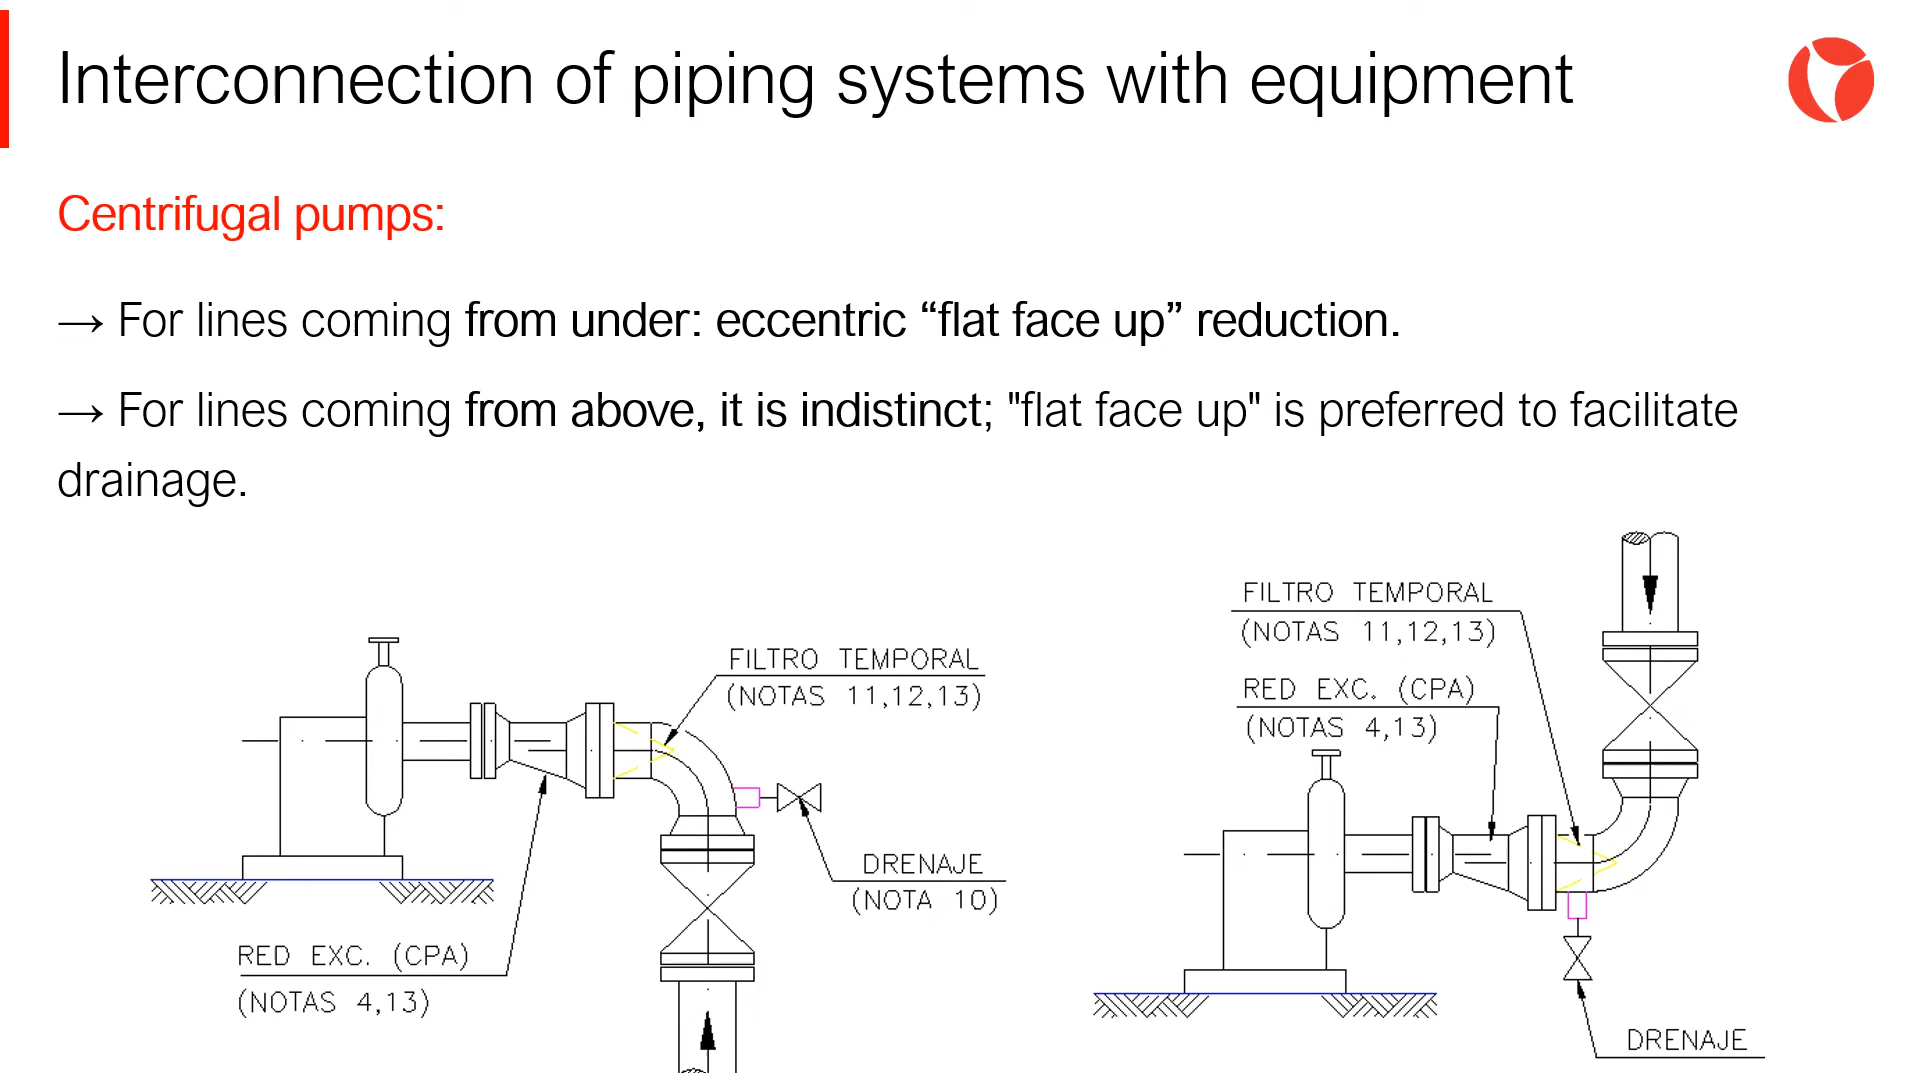 Interconnection of piping systems with equipment
Centrifugal pumps:
→ For lines coming from under: eccentric “flat face up” reduction.
→ For lines coming from above, it is indistinct; "flat face up" is preferred to facilitate
drainage.
FILTRO TEMPORAL
(NOTAS 11,12,13)
DRENAJE
(NOTA 10)
RED EXC. (CPA)
(NOTAS 4,13)
FILTRO TEMPORAL
(NOTAS 11,12,13)
RED EXC. (CPA)
(NOTAS 4,13)
DRENAJE